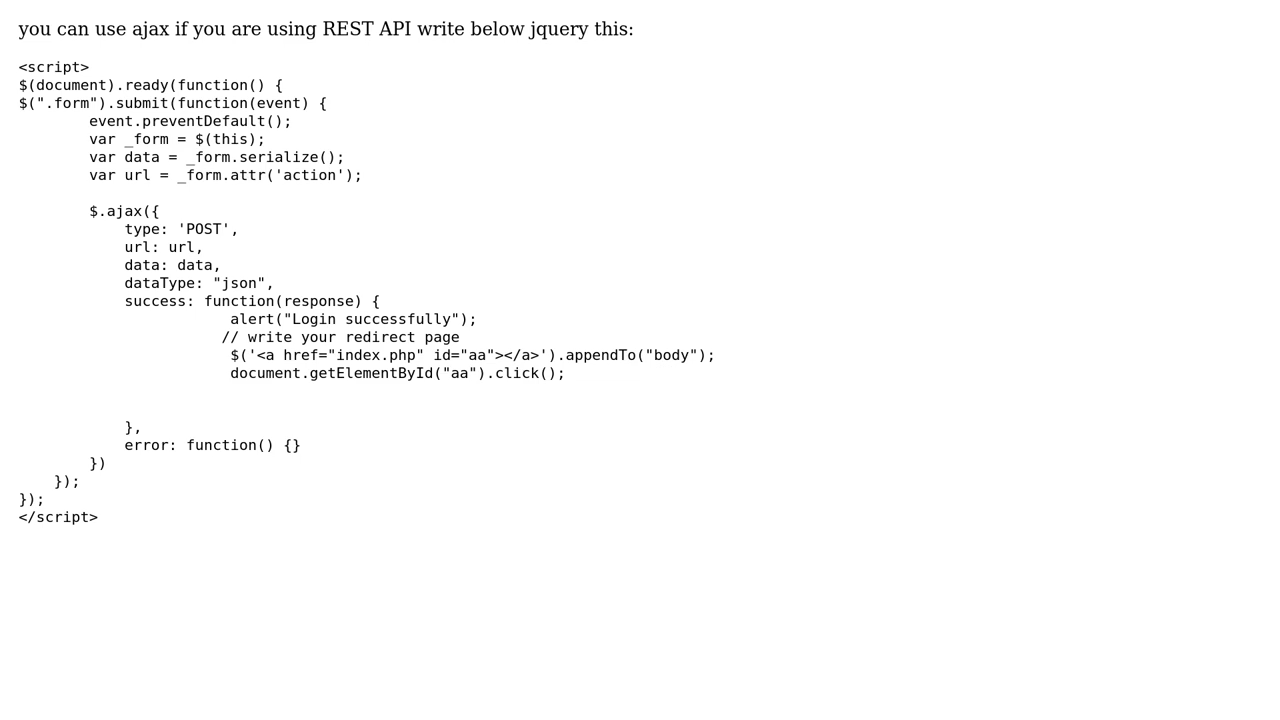 you can use ajax if you are using REST API write below jquery this:
<script>
$(document).ready(function() {
$(".form").submit(function(event) {
        event.preventDefault();
        var _form = $(this);
        var data = _form.serialize();
        var url = _form.attr('action');

        $.ajax({
            type: 'POST',
            url: url,
            data: data,
            dataType: "json",
            success: function(response) {
                        alert("Login successfully");
                       // write your redirect page
                        $('<a href="index.php" id="aa"></a>').appendTo("body");
                        document.getElementById("aa").click();


            },
            error: function() {}
        })
    });
});
</script>